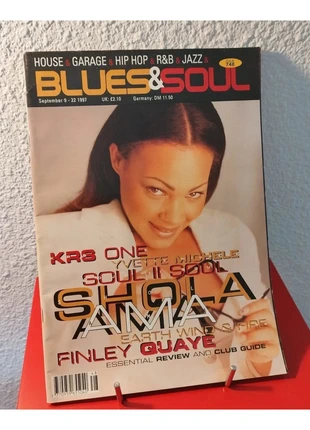 HOUSE & GARAGE & HIP HOP & R&B & JAZZ &
BLUES&SOUL
746
September 9 - 22 1997 UK: £2.10 Germany: DM 11.50
KRS ONE
YVETTE MICHELE
SOUL II SOUL
SHOLA
AMA
EARTH WIND & FIRE
FINLEY QUAYE
ESSENTIAL REVIEW AND CLUB GUIDE